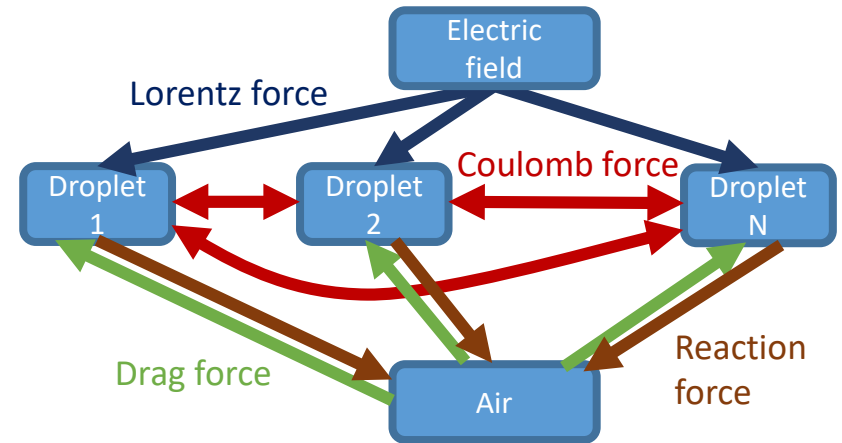 Electric
field
Lorentz force
Coulomb force
Droplet
1
Droplet
2
Droplet
N
Drag force
Reaction
force
Air